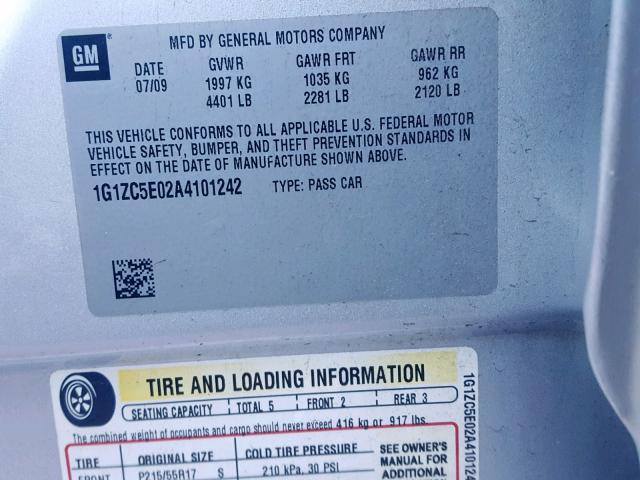 GM
MFD BY GENERAL MOTORS COMPANY
DATE GVWR GAWR FRT GAWR RR
07/09 1997 KG 1035 KG 962 KG
4401 LB 2281 LB 2120 LB
THIS VEHICLE CONFORMS TO ALL APPLICABLE U.S. FEDERAL MOTOR
VEHICLE SAFETY, BUMPER, AND THEFT PREVENTION STANDARDS IN
EFFECT ON THE DATE OF MANUFACTURE SHOWN ABOVE.
1G1ZC5E02A4101242 TYPE: PASS CAR
TIRE AND LOADING INFORMATION
SEATING CAPACITY TOTAL 5 FRONT 2 REAR 3
The combined weight of occupants and cargo should never exceed 416 kg or 917 lbs.
TIRE ORIGINAL SIZE COLD TIRE PRESSURE
FRONT P215/55R17 S 210 kPa, 30 PSI
SEE OWNER'S
MANUAL FOR
ADDITIONAL
1G1ZC5E02A410124